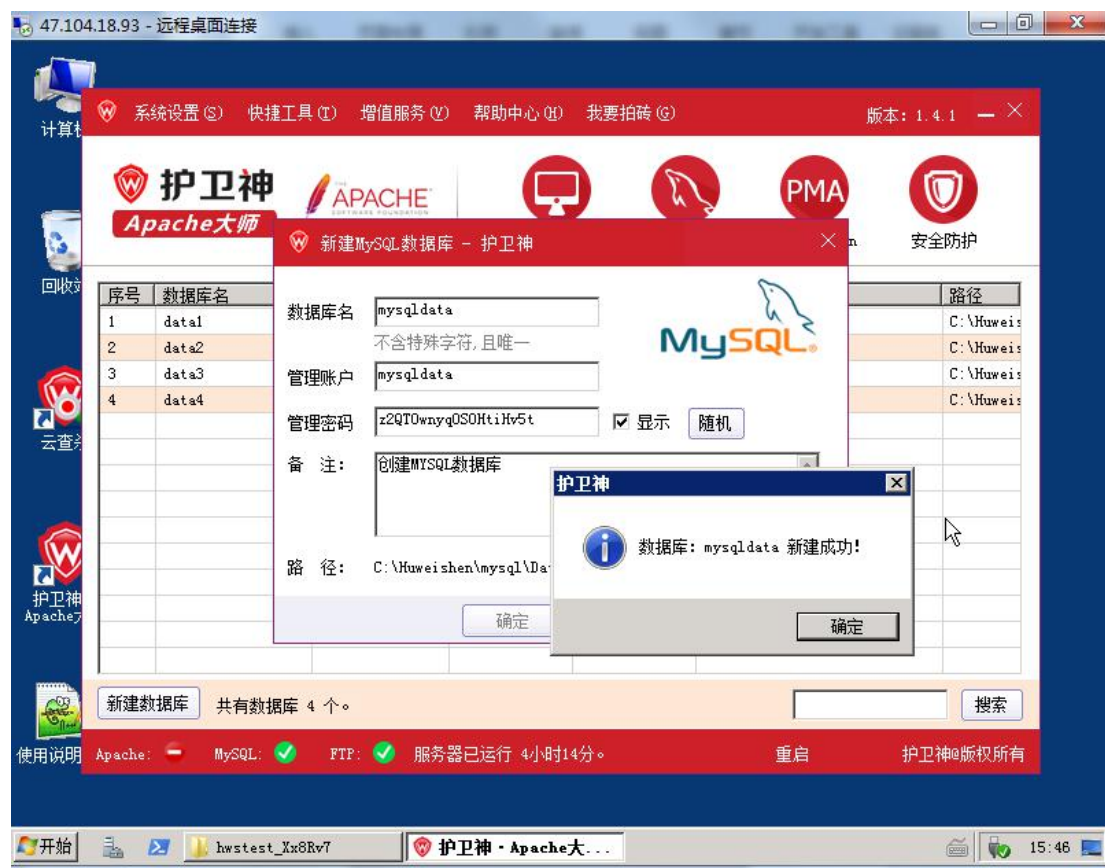 47.104.18.93 - 远程桌面连接
计算机
系统设置(S) 快捷工具(T) 增值服务(V) 帮助中心(H) 我要拍砖(G) 版本: 1.4.1
护卫神
Apache大师
THE
APACHE
SOFTWARE FOUNDATION
PMA
安全防护
回收站
新建MySQL数据库 - 护卫神
序号 数据库名 路径
1 data1 C:\Huweis
2 data2 C:\Huweis
3 data3 C:\Huweis
4 data4 C:\Huweis
数据库名 mysqldata
不含特殊字符,且唯一
MySQL
管理账户 mysqldata
管理密码 显示 随机
备 注: 创建MYSQL数据库
路 径: C:\Huweishen\mysql\Da
确定
护卫神
数据库: mysqldata 新建成功!
确定
云查杀
护卫神
Apache大
新建数据库 共有数据库 4 个。 搜索
使用说明
Apache: MySQL: FTP: 服务器已运行 4小时14分。 重启 护卫神@版权所有
开始 hwstest_Xx8Rv7 护卫神·Apache大... 15:46